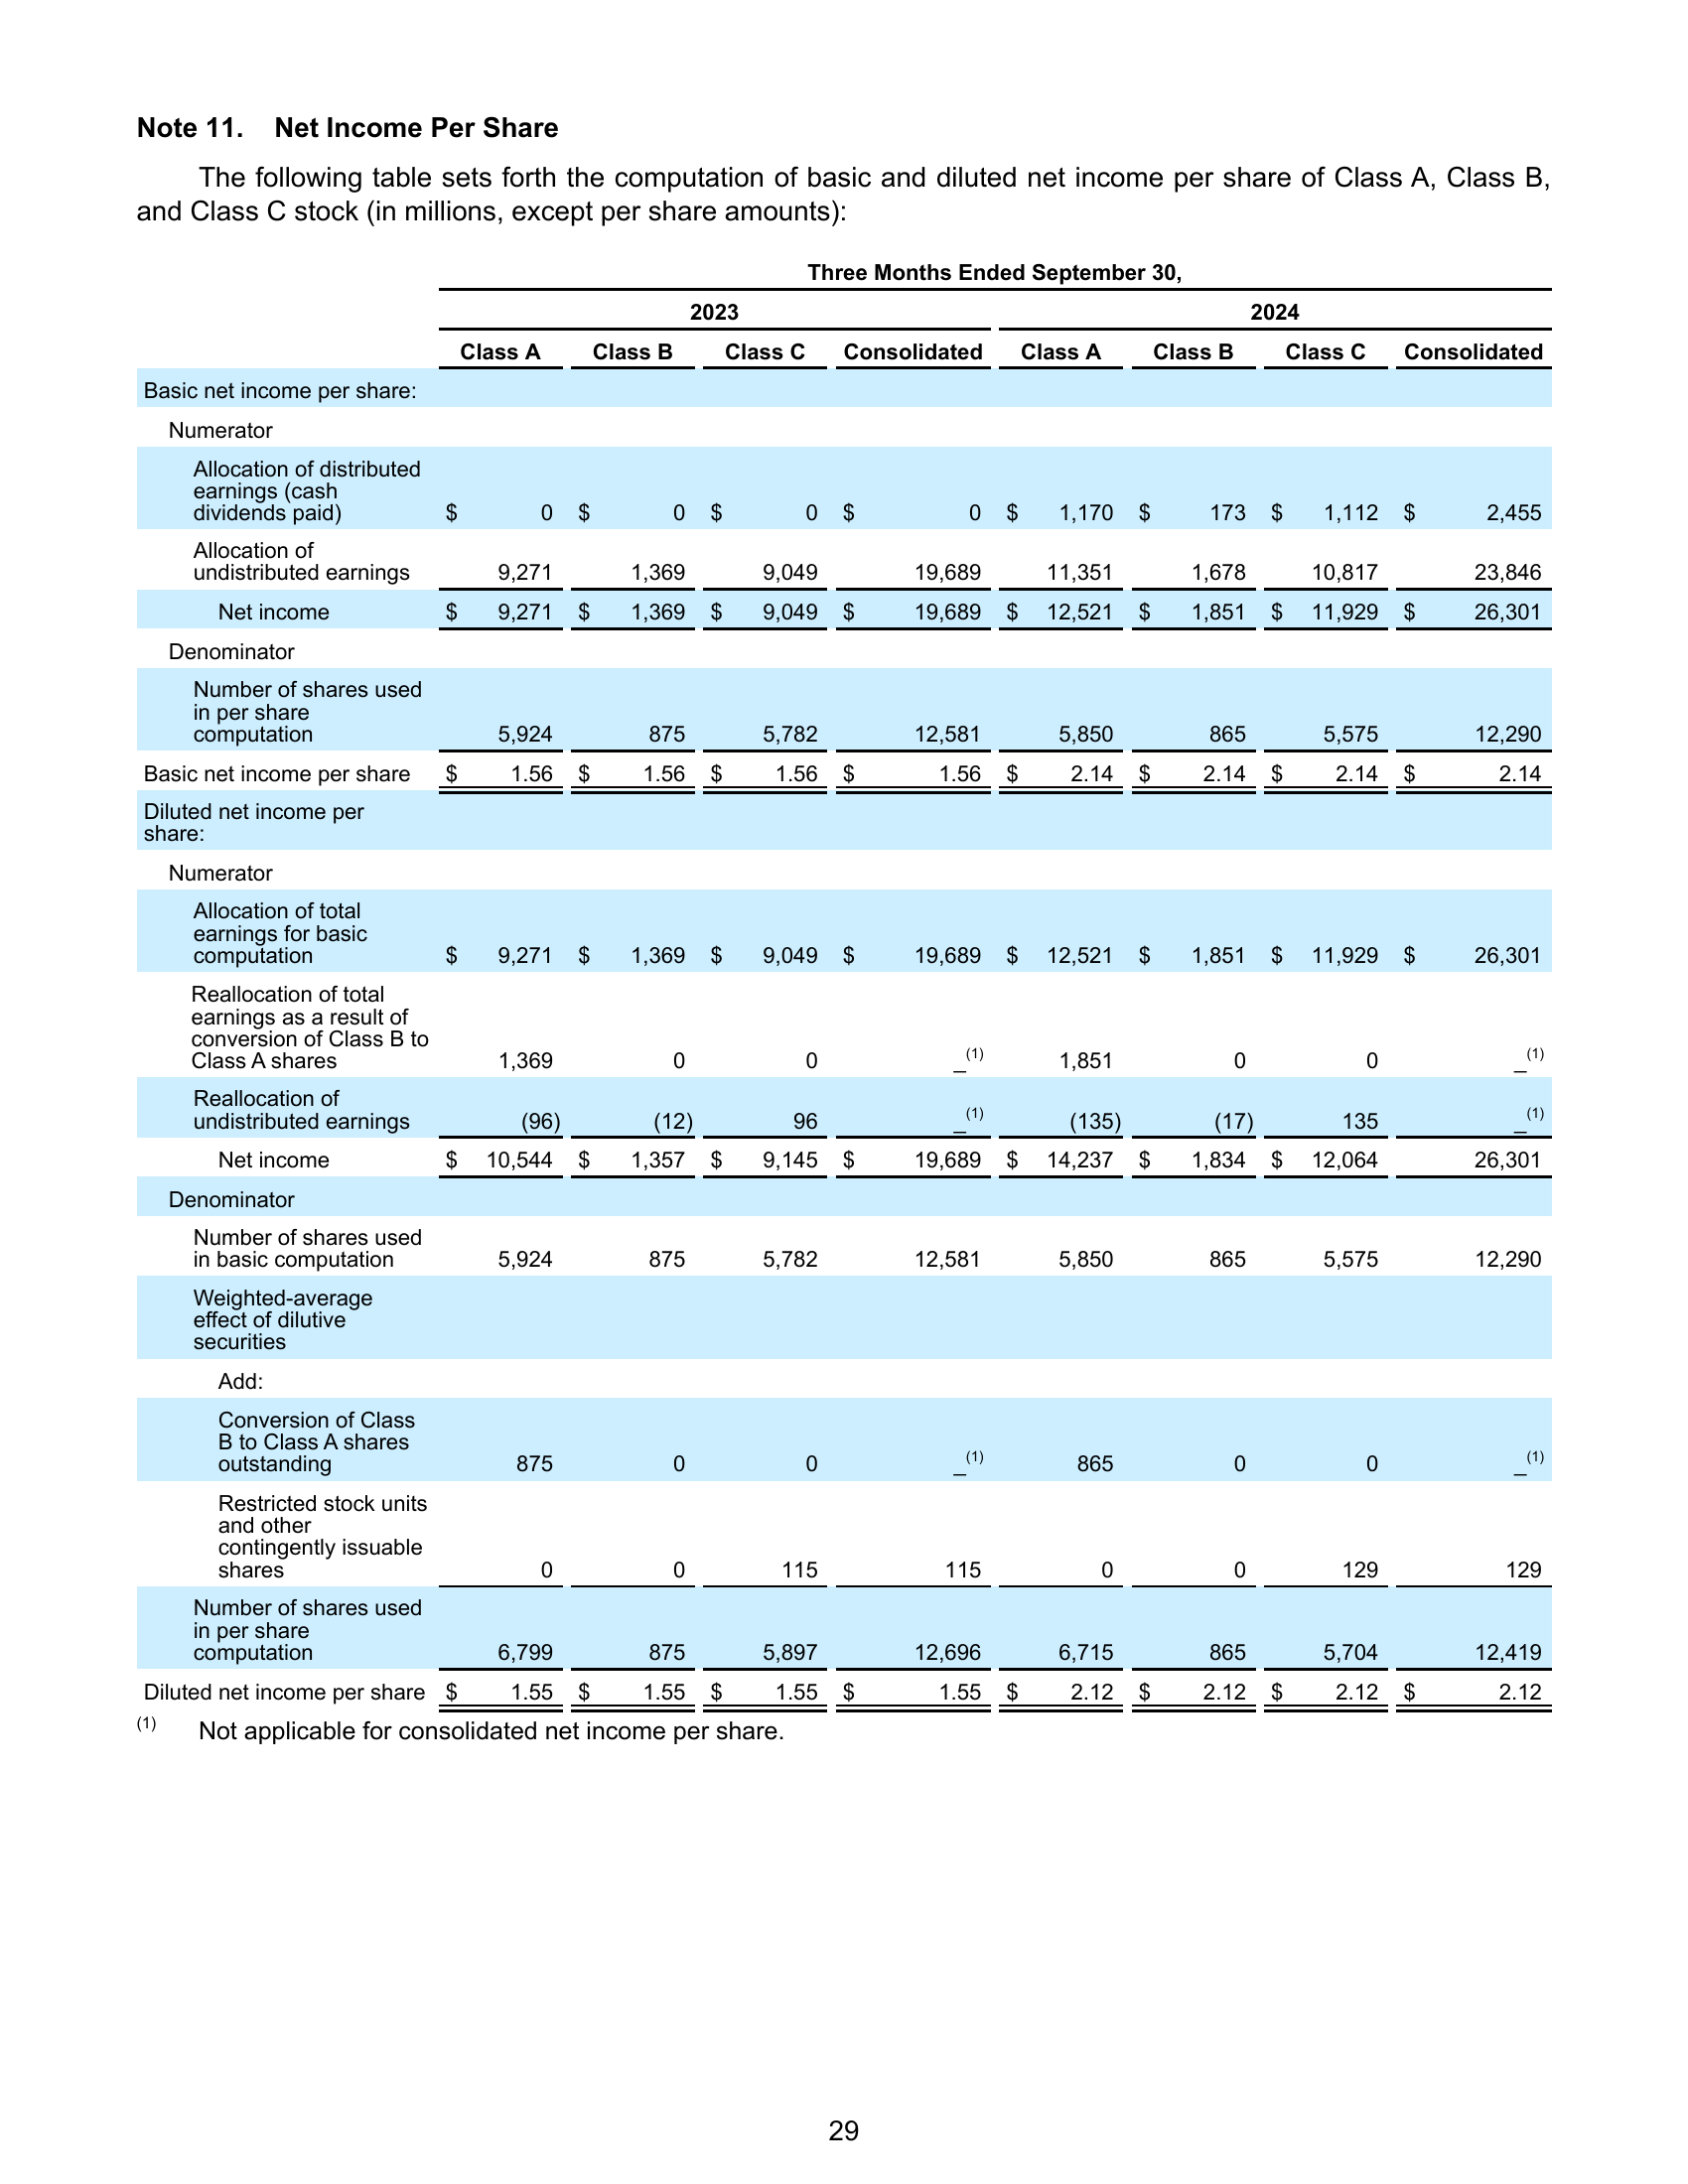 Note 11. Net Income Per Share
The following table sets forth the computation of basic and diluted net income per share of Class A, Class B,
and Class C stock (in millions, except per share amounts):
Three Months Ended September 30,
2023 2024
Class A Class B Class C Consolidated Class A Class B Class C Consolidated
Basic net income per share:
Numerator
Allocation of distributed
earnings (cash
dividends paid) $ 0 $ 0 $ 0 $ 0 $ 1,170 $ 173 $ 1,112 $ 2,455
Allocation of
undistributed earnings 9,271 1,369 9,049 19,689 11,351 1,678 10,817 23,846
Net income $ 9,271 $ 1,369 $ 9,049 $ 19,689 $ 12,521 $ 1,851 $ 11,929 $ 26,301
Denominator
Number of shares used
in per share
computation 5,924 875 5,782 12,581 5,850 865 5,575 12,290
Basic net income per share $ 1.56 $ 1.56 $ 1.56 $ 1.56 $ 2.14 $ 2.14 $ 2.14 $ 2.14
Diluted net income per
share:
Numerator
Allocation of total
earnings for basic
computation $ 9,271 $ 1,369 $ 9,049 $ 19,689 $ 12,521 $ 1,851 $ 11,929 $ 26,301
Reallocation of total
earnings as a result of
conversion of Class B to
Class A shares 1,369 0 0 _(1) 1,851 0 0 _(1)
Reallocation of
undistributed earnings (96) (12) 96 _(1) (135) (17) 135 _(1)
Net income $ 10,544 $ 1,357 $ 9,145 $ 19,689 $ 14,237 $ 1,834 $ 12,064 26,301
Denominator
Number of shares used
in basic computation 5,924 875 5,782 12,581 5,850 865 5,575 12,290
Weighted-average
effect of dilutive
securities
Add:
Conversion of Class
B to Class A shares
outstanding 875 0 0 _(1) 865 0 0 _(1)
Restricted stock units
and other
contingently issuable
shares 0 0 115 115 0 0 129 129
Number of shares used
in per share
computation 6,799 875 5,897 12,696 6,715 865 5,704 12,419
Diluted net income per share $ 1.55 $ 1.55 $ 1.55 $ 1.55 $ 2.12 $ 2.12 $ 2.12 $ 2.12
(1) Not applicable for consolidated net income per share.
29